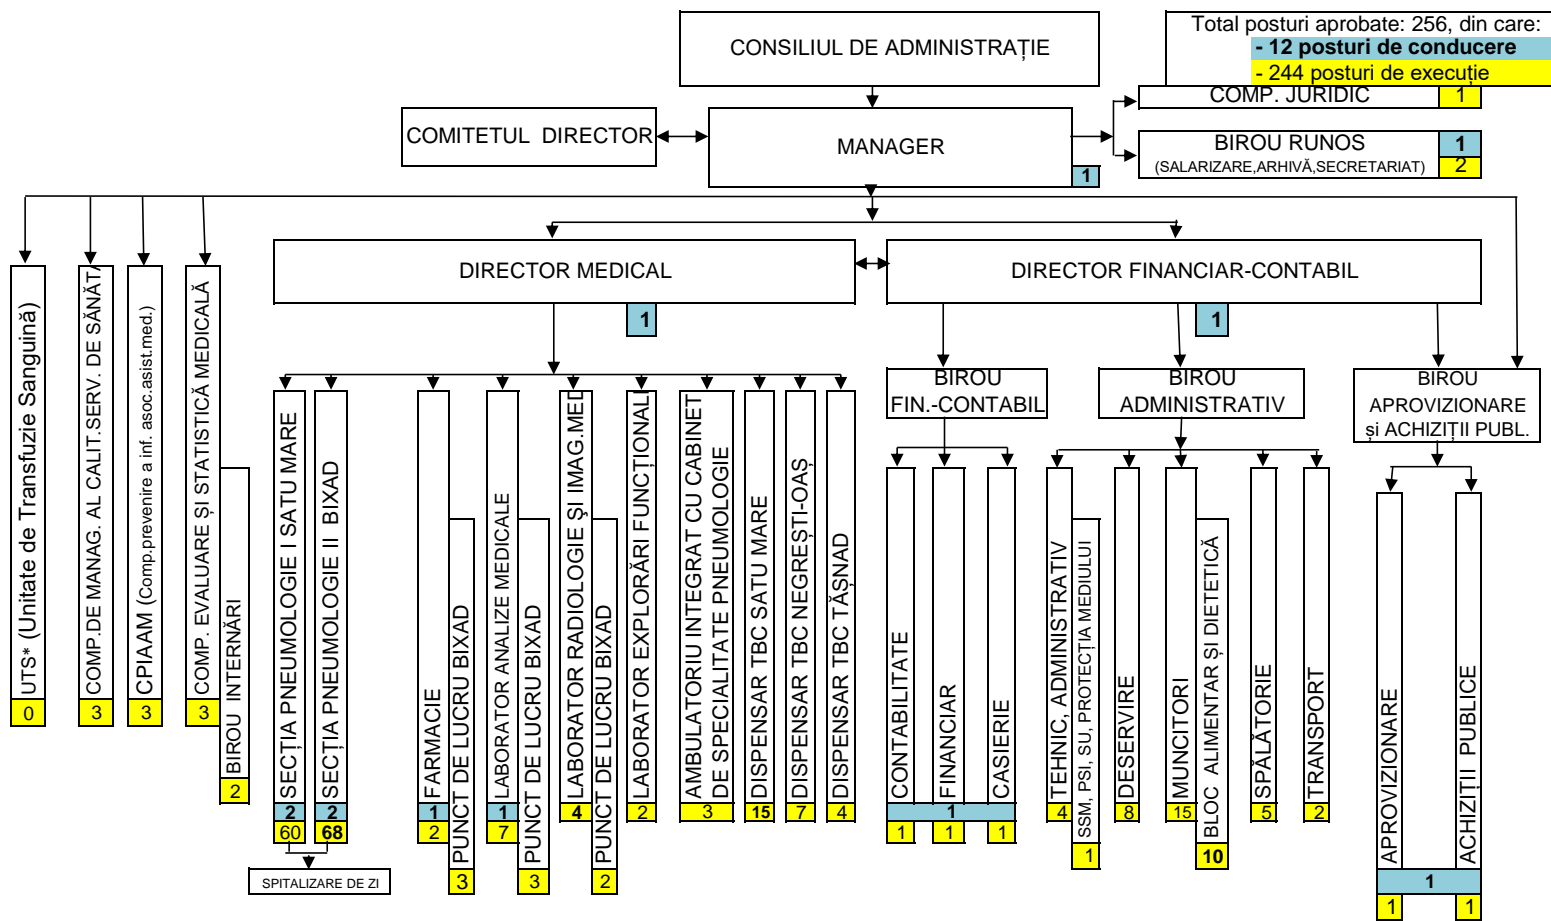 CONSILIUL DE ADMINISTRAȚIE
Total posturi aprobate: 256, din care:
- 12 posturi de conducere
- 244 posturi de execuție
COMP. JURIDIC
1
COMITETUL DIRECTOR
MANAGER
1
BIROU RUNOS
(SALARIZARE,ARHIVĂ,SECRETARIAT)
1
2
DIRECTOR MEDICAL
1
DIRECTOR FINANCIAR-CONTABIL
1
UTS* (Unitate de Transfuzie Sanguină)
0
COMP.DE MANAG. AL CALIT.SERV. DE SĂNĂT
3
CPIAAM (Comp.prevenire a inf. asoc.asist.med.)
3
COMP. EVALUARE ȘI STATISTICĂ MEDICALĂ
3
BIROU INTERNĂRI
2
SECȚIA PNEUMOLOGIE I SATU MARE
2
60
SECȚIA PNEUMOLOGIE II BIXAD
2
68
SPITALIZARE DE ZI
FARMACIE
1
2
PUNCT DE LUCRU BIXAD
3
LABORATOR ANALIZE MEDICALE
1
7
PUNCT DE LUCRU BIXAD
3
LABORATOR RADIOLOGIE ŞI IMAG.MED
4
PUNCT DE LUCRU BIXAD
2
LABORATOR EXPLORĂRI FUNCȚIONAL
2
AMBULATORIU INTEGRAT CU CABINET
DE SPECIALITATE PNEUMOLOGIE
3
DISPENSAR TBC SATU MARE
15
DISPENSAR TBC NEGREȘTI-OAȘ
7
DISPENSAR TBC TĂȘNAD
4
BIROU
FIN.-CONTABIL
CONTABILITATE
FINANCIAR
CASIERIE
1
1
1
1
BIROU
ADMINISTRATIV
TEHNIC, ADMINISTRATIV
4
SSM, PSI, SU, PROTECȚIA MEDIULUI
1
DESERVIRE
8
MUNCITORI
15
BLOC ALIMENTAR ȘI DIETETICĂ
10
SPĂLĂTORIE
5
TRANSPORT
2
BIROU
APROVIZIONARE
și ACHIZIȚII PUBL.
APROVIZIONARE
ACHIZIȚII PUBLICE
1
1
1